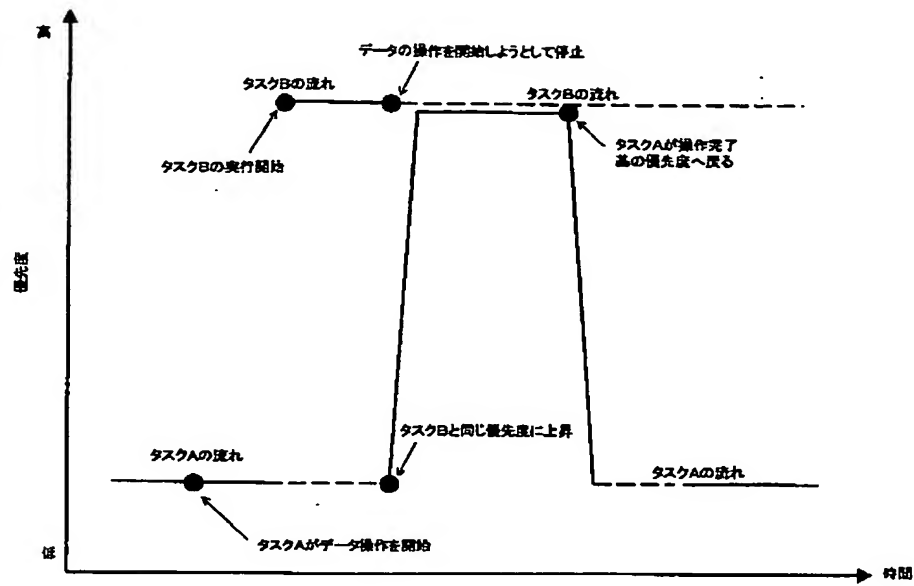 高
データの操作を開始しようとして停止
タスクBの流れ
タスクBの流れ
タスクBの実行開始
タスクAが操作完了
基の優先度へ戻る
優先度
タスクBと同じ優先度に上昇
タスクAの流れ
タスクAの流れ
タスクAがデータ操作を開始
低
時間